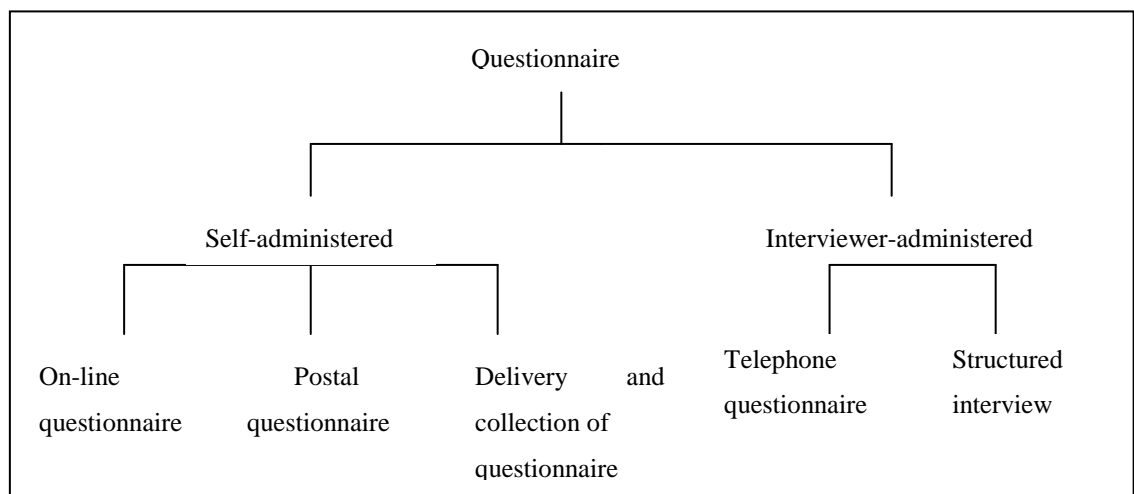 Questionnaire
Self-administered
Interviewer-administered
On-line
questionnaire
Postal
questionnaire
Delivery and
collection of
questionnaire
Telephone
questionnaire
Structured
interview